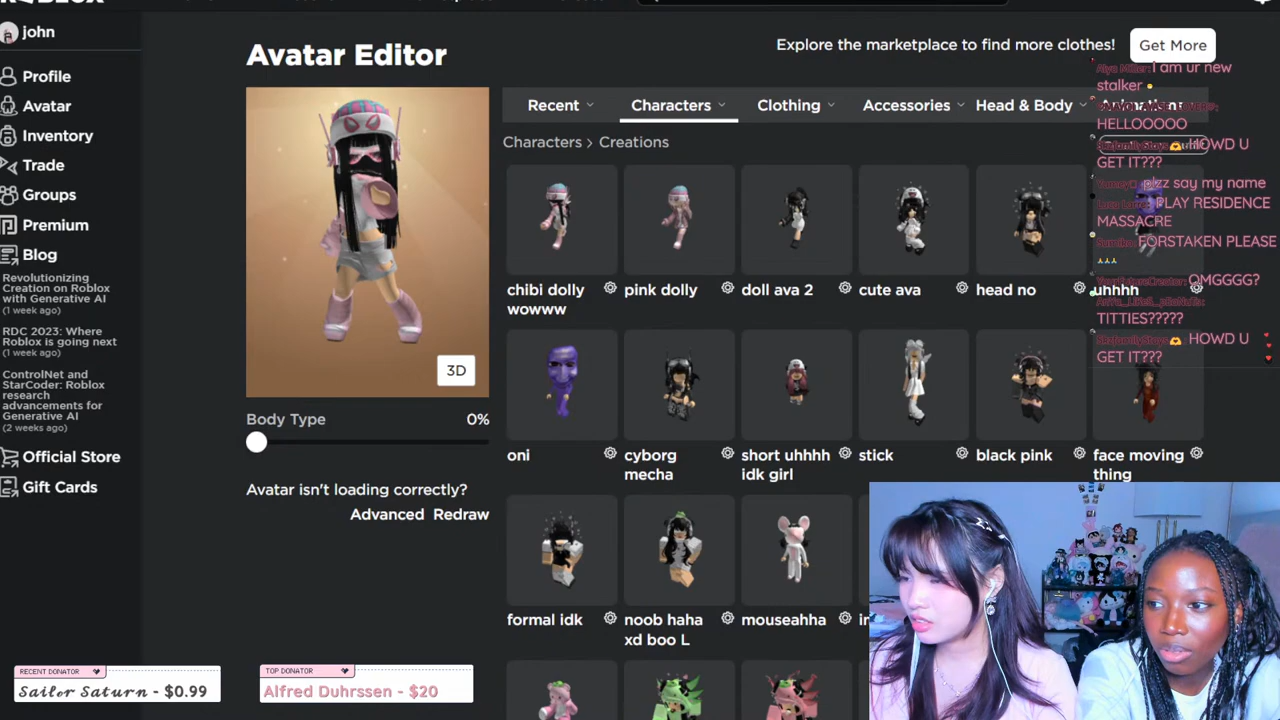 john
Profile
Avatar
Inventory
Trade
Groups
Premium
Blog
Revolutionizing
Creation on Roblox
with Generative AI
(1 week ago)
RDC 2023: Where
Roblox is going next
(1 week ago)
ControlNet and
StarCoder: Roblox
research
advancements for
Generative AI
(2 weeks ago)
Official Store
Gift Cards
Avatar Editor
Explore the marketplace to find more clothes!
Get More
3D
Body Type
0%
Avatar isn't loading correctly?
Advanced Redraw
Recent
Characters
Clothing
Accessories
Head & Body
Characters > Creations
chibi dolly
wowww
pink dolly
doll ava 2
cute ava
head no
uhhhh
oni
cyborg
mecha
short uhhhh
idk girl
stick
black pink
face moving
thing
formal idk
noob haha
xd boo L
mouseahha
I am ur new
stalker
HELLOOOOO
HOWD U
GET IT???
plzz say my name
PLAY RESIDENCE
MASSACRE
FORSTAKEN PLEASE
OMGGGG?
TITTIES?????
HOWD U
GET IT???
RECENT DONATOR
Sailor Saturn - $0.99
TOP DONATOR
Alfred Duhrssen - $20